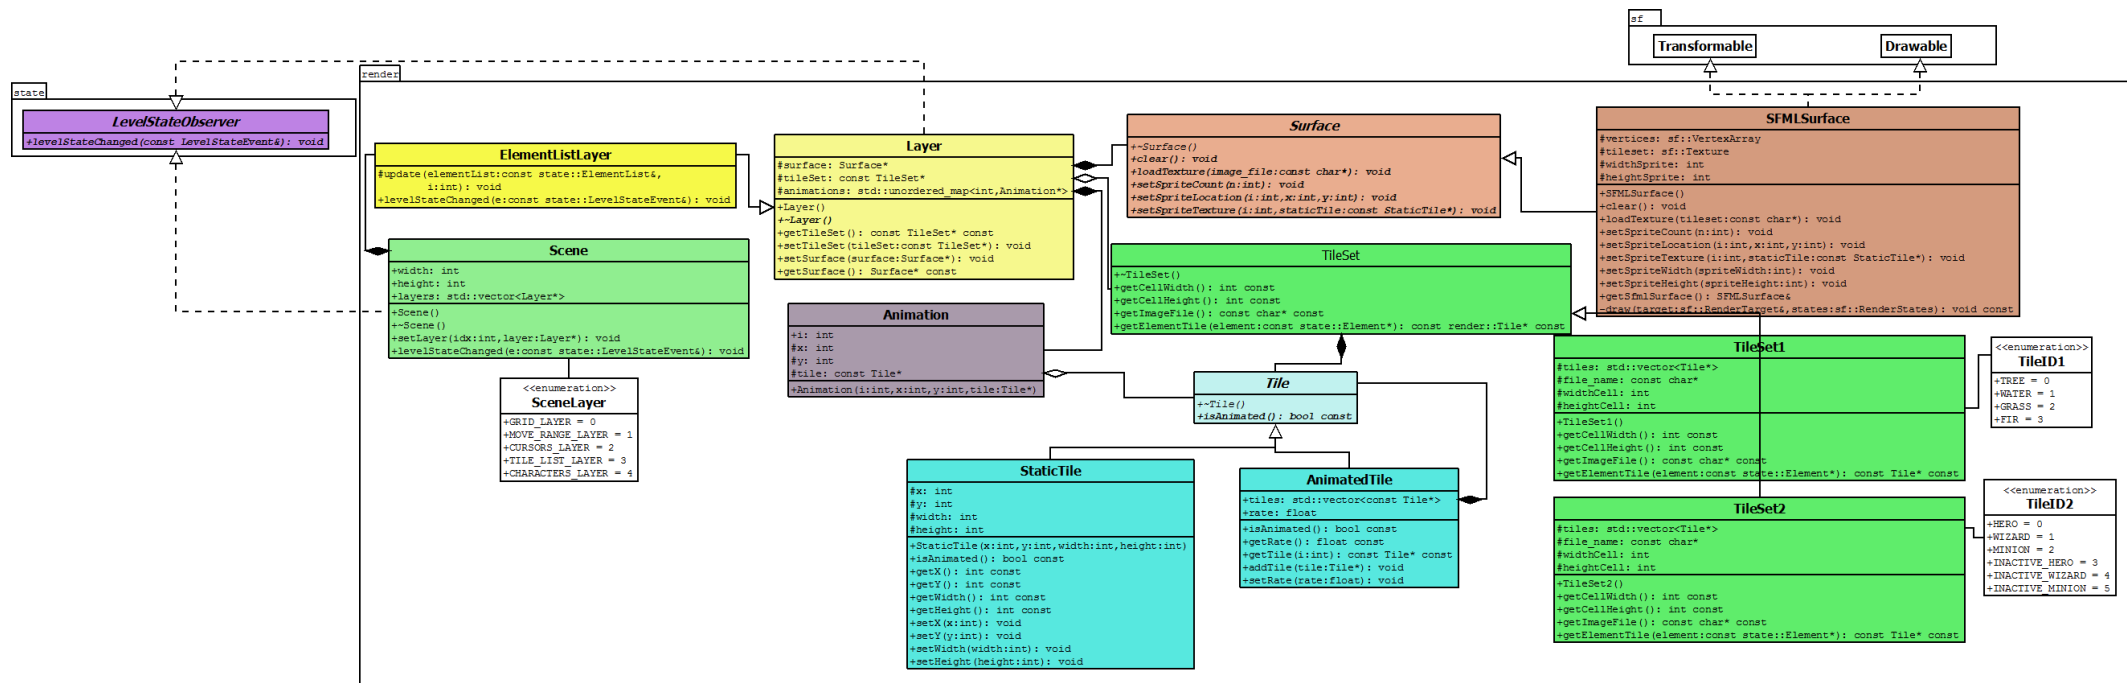 sf
Transformable
Drawable
render
state
LevelStateObserver
+levelStateChanged(const LevelStateEvent&): void
ElementListLayer
#update(elementList:const state::ElementList&,
i:int): void
+levelStateChanged(e:const state::LevelStateEvent&): void
Scene
+width: int
+height: int
+layers: std::vector<Layer*>
+Scene()
+~Scene()
+setLayer(idx:int,layer:Layer*): void
+levelStateChanged(e:const state::LevelStateEvent&): void
<<enumeration>>
SceneLayer
+GRID_LAYER = 0
+MOVE_RANGE_LAYER = 1
+CURSORS_LAYER = 2
+TILE_LIST_LAYER = 3
+CHARACTERS_LAYER = 4
Layer
#surface: Surface*
#tileSet: const TileSet*
#animations: std::unordered_map<int,Animation*>
+Layer()
+~Layer()
+getTileSet(): const TileSet* const
+setTileSet(tileSet:const TileSet*): void
+setSurface(surface:Surface*): void
+getSurface(): Surface* const
Animation
+i: int
#x: int
#y: int
#tile: const Tile*
+Animation(i:int,x:int,y:int,tile:Tile*)
Surface
+~Surface()
+clear(): void
+loadTexture(image_file:const char*): void
+setSpriteCount(n:int): void
+setSpriteLocation(i:int,x:int,y:int): void
+setSpriteTexture(i:int,staticTile:const StaticTile*): void
TileSet
+~TileSet()
+getCellWidth(): int const
+getCellHeight(): int const
+getImageFile(): const char* const
+getElementTile(element:const state::Element*): const render::Tile* const
Tile
+~Tile()
+isAnimated(): bool const
StaticTile
#x: int
#y: int
#width: int
#height: int
+StaticTile(x:int,y:int,width:int,height:int)
+isAnimated(): bool const
+getX(): int const
+getY(): int const
+getWidth(): int const
+getHeight(): int const
+setX(x:int): void
+setY(y:int): void
+setWidth(width:int): void
+setHeight(height:int): void
AnimatedTile
+tiles: std::vector<const Tile*>
+rate: float
+isAnimated(): bool const
+getRate(): float const
+getTile(i:int): const Tile* const
+addTile(tile:Tile*): void
+setRate(rate:float): void
SFMLSurface
#vertices: sf::VertexArray
#tileset: sf::Texture
#widthSprite: int
#heightSprite: int
+SFMLSurface()
+clear(): void
+loadTexture(tileset:const char*): void
+setSpriteCount(n:int): void
+setSpriteLocation(i:int,x:int,y:int): void
+setSpriteTexture(i:int,staticTile:const StaticTile*): void
+setSpriteWidth(spriteWidth:int): void
+setSpriteHeight(spriteHeight:int): void
+getSfmlSurface(): SFMLSurface&
-draw(target:sf::RenderTarget&,states:sf::RenderStates): void const
TileSet1
#tiles: std::vector<Tile*>
#file_name: const char*
#widthCell: int
#heightCell: int
+TileSet1()
+getCellWidth(): int const
+getCellHeight(): int const
+getImageFile(): const char* const
+getElementTile(element:const state::Element*): const Tile* const
<<enumeration>>
TileID1
+TREE = 0
+WATER = 1
+GRASS = 2
+FIR = 3
TileSet2
#tiles: std::vector<Tile*>
#file_name: const char*
#widthCell: int
#heightCell: int
+TileSet2()
+getCellWidth(): int const
+getCellHeight(): int const
+getImageFile(): const char* const
+getElementTile(element:const state::Element*): const Tile* const
<<enumeration>>
TileID2
+HERO = 0
+WIZARD = 1
+MINION = 2
+INACTIVE_HERO = 3
+INACTIVE_WIZARD = 4
+INACTIVE_MINION = 5